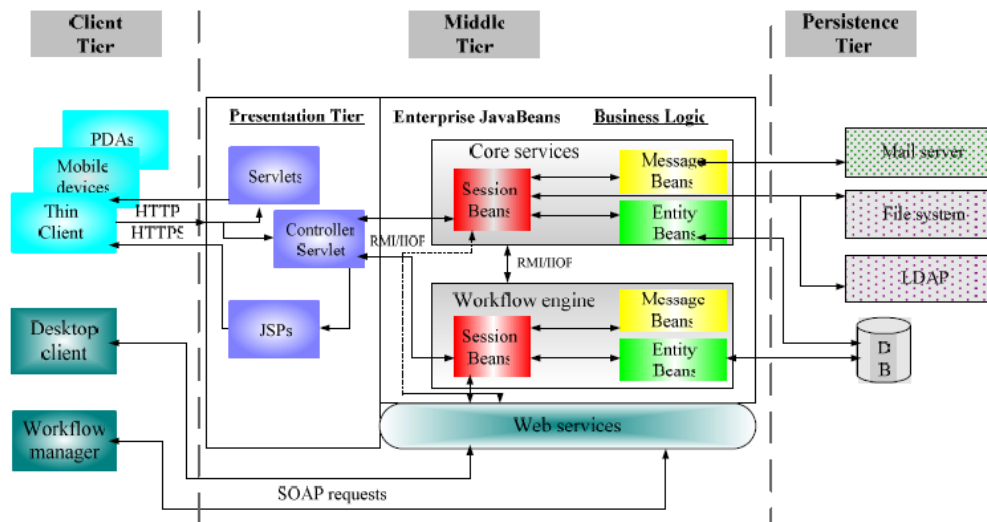 Client
Tier
Middle
Tier
Persistence
Tier
Presentation Tier
Enterprise JavaBeans
Business Logic
PDAs
Mobile
devices
Thin
Client
HTTP
HTTPS
Servlets
Controller
Servlet
JSPs
RMI/IIOP
Core services
Session
Beans
Message
Beans
Entity
Beans
RMI/IIOP
Workflow engine
Session
Beans
Message
Beans
Entity
Beans
Mail server
File system
LDAP
D
B
Desktop
client
Workflow
manager
Web services
SOAP requests